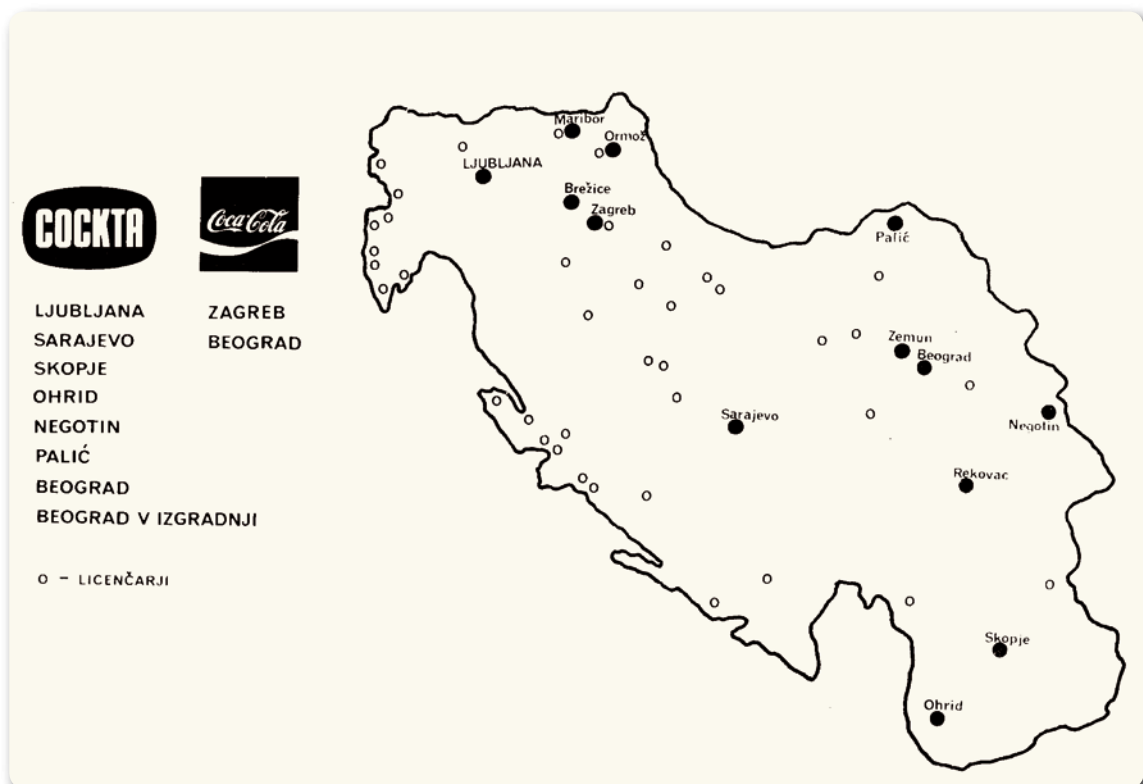 COCKTA
Coca-Cola
LJUBLJANA
SARAJEVO
SKOPJE
OHRID
NEGOTIN
PALIĆ
BEOGRAD
BEOGRAD V IZGRADNJI
ZAGREB
BEOGRAD
o – LICENČARJI
Maribor
Ormož
LJUBLJANA
Brežice
Zagreb
Palić
Zemun
Beograd
Sarajevo
Negotin
Rekovac
Skopje
Ohrid